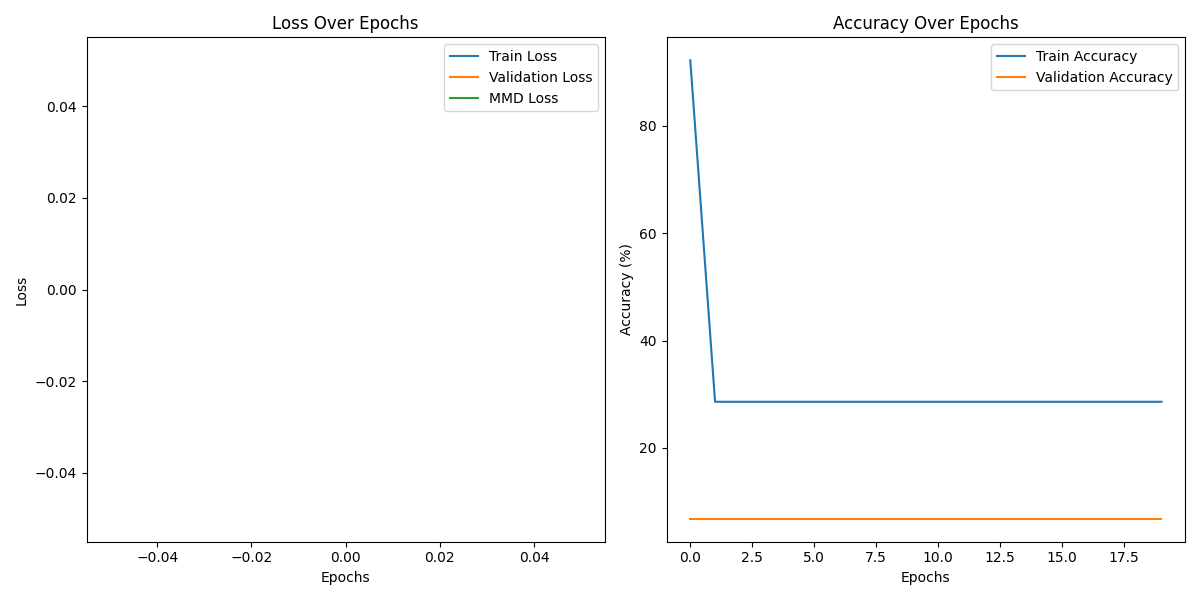 Loss Over Epochs
Train Loss
Validation Loss
MMD Loss
0.04
0.02
0.00
−0.02
−0.04
Loss
−0.04
−0.02
0.00
0.02
0.04
Epochs
Accuracy Over Epochs
Train Accuracy
Validation Accuracy
80
60
40
20
Accuracy (%)
0.0
2.5
5.0
7.5
10.0
12.5
15.0
17.5
Epochs